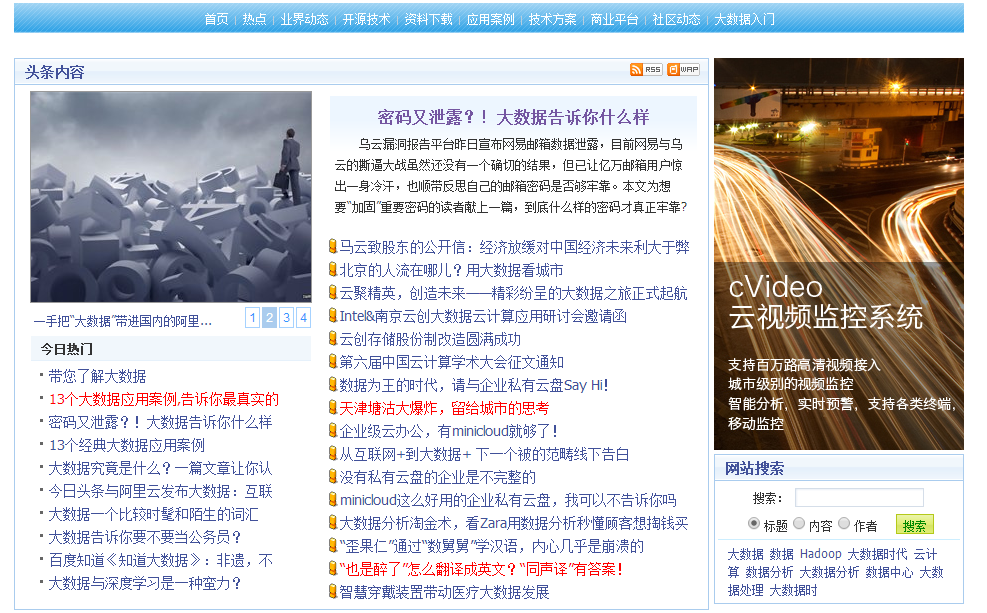 首页 热点 业界动态 开源技术 资料下载 应用案例 技术方案 商业平台 社区动态 大数据入门
头条内容
RSS WAP
一手把"大数据"带进国内的阿里...
1 2 3 4
今日热门
带您了解大数据
13个大数据应用案例,告诉你最真实的
密码又泄露？！大数据告诉你什么样
13个经典大数据应用案例
大数据究竟是什么？一篇文章让你认
今日头条与阿里云发布大数据：互联
大数据一个比较时髦和陌生的词汇
大数据告诉你要不要当公务员？
百度知道《知道大数据》：非遗，不
大数据与深度学习是一种蛮力？
密码又泄露？！大数据告诉你什么样
乌云漏洞报告平台昨日宣布网易邮箱数据泄露，目前网易与乌
云的撕逼大战虽然还没有一个确切的结果，但已让亿万邮箱用户惊
出一身冷汗，也顺带反思自己的邮箱密码是否够牢靠。本文为想
要"加固"重要密码的读者献上一篇，到底什么样的密码才真正牢靠？
马云致股东的公开信：经济放缓对中国经济未来利大于弊
北京的人流在哪儿？用大数据看城市
云聚精英，创造未来——精彩纷呈的大数据之旅正式起航
Intel&南京云创大数据云计算应用研讨会邀请函
云创存储股份制改造圆满成功
第六届中国云计算学术大会征文通知
数据为王的时代，请与企业私有云盘Say Hi！
天津塘沽大爆炸，留给城市的思考
企业级云办公，有minicloud就够了！
从互联网+到大数据+ 下一个被的范畴线下告白
没有私有云盘的企业是不完整的
minicloud这么好用的企业私有云盘，我可以不告诉你吗
大数据分析淘金术，看Zara用数据分析秒懂顾客想掏钱买
"歪果仁"通过"数舅舅"学汉语，内心几乎是崩溃的
"也是醉了"怎么翻译成英文？"同声译"有答案！
智慧穿戴装置带动医疗大数据发展
cVideo
云视频监控系统
支持百万路高清视频接入
城市级别的视频监控
智能分析，实时预警，支持各类终端，
移动监控
网站搜索
搜索：
标题 内容 作者 搜索
大数据 数据 Hadoop 大数据时代 云计
算 数据分析 大数据分析 数据中心 大数
据处理 大数据时